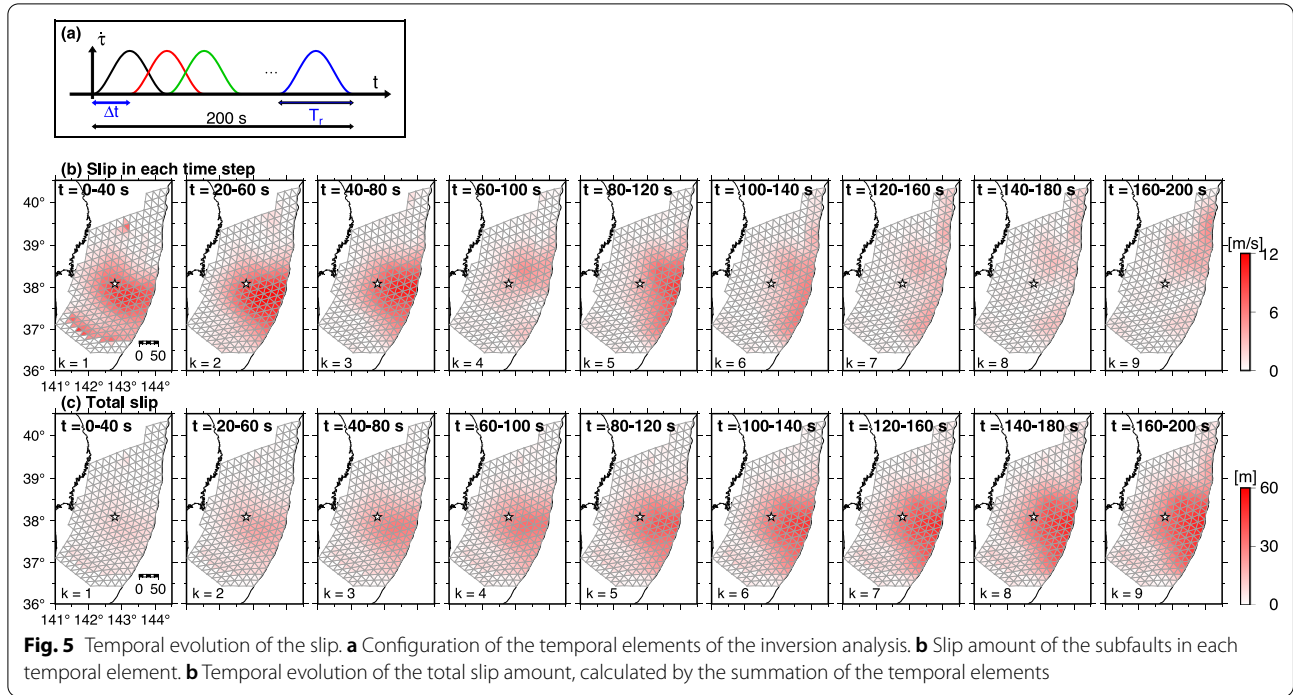 (a)
τ̇
...
t
Δt
T_r
200 s
(b) Slip in each time step
t = 0-40 s t = 20-60 s t = 40-80 s t = 60-100 s t = 80-120 s t = 100-140 s t = 120-160 s t = 140-180 s t = 160-200 s
40°
39°
38°
37°
36°
0 50
k = 1 k = 2 k = 3 k = 4 k = 5 k = 6 k = 7 k = 8 k = 9
141° 142° 143° 144°
[m/s]
12
6
0
(c) Total slip
t = 0-40 s t = 20-60 s t = 40-80 s t = 60-100 s t = 80-120 s t = 100-140 s t = 120-160 s t = 140-180 s t = 160-200 s
40°
39°
38°
37°
36°
0 50
k = 1 k = 2 k = 3 k = 4 k = 5 k = 6 k = 7 k = 8 k = 9
141° 142° 143° 144°
[m]
60
30
0
Fig. 5 Temporal evolution of the slip. a Configuration of the temporal elements of the inversion analysis. b Slip amount of the subfaults in each
temporal element. b Temporal evolution of the total slip amount, calculated by the summation of the temporal elements